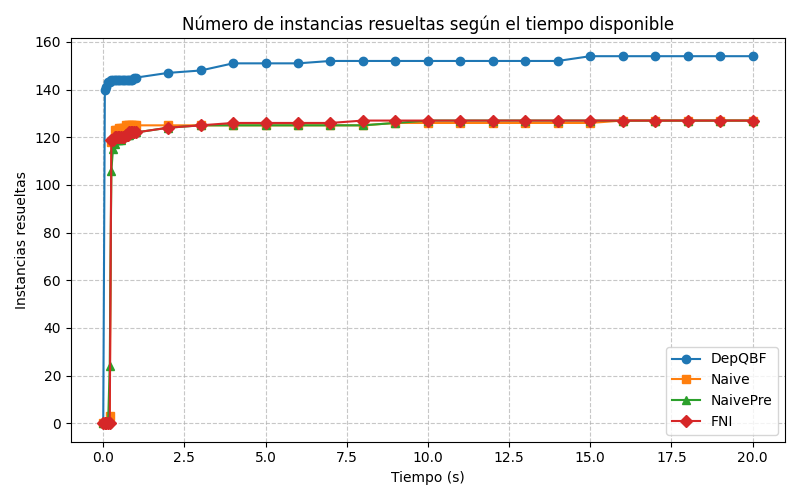 Número de instancias resueltas según el tiempo disponible
Instancias resueltas
160
140
120
100
80
60
40
20
0
0.0 2.5 5.0 7.5 10.0 12.5 15.0 17.5 20.0
Tiempo (s)
DepQBF
Naive
NaivePre
FNI